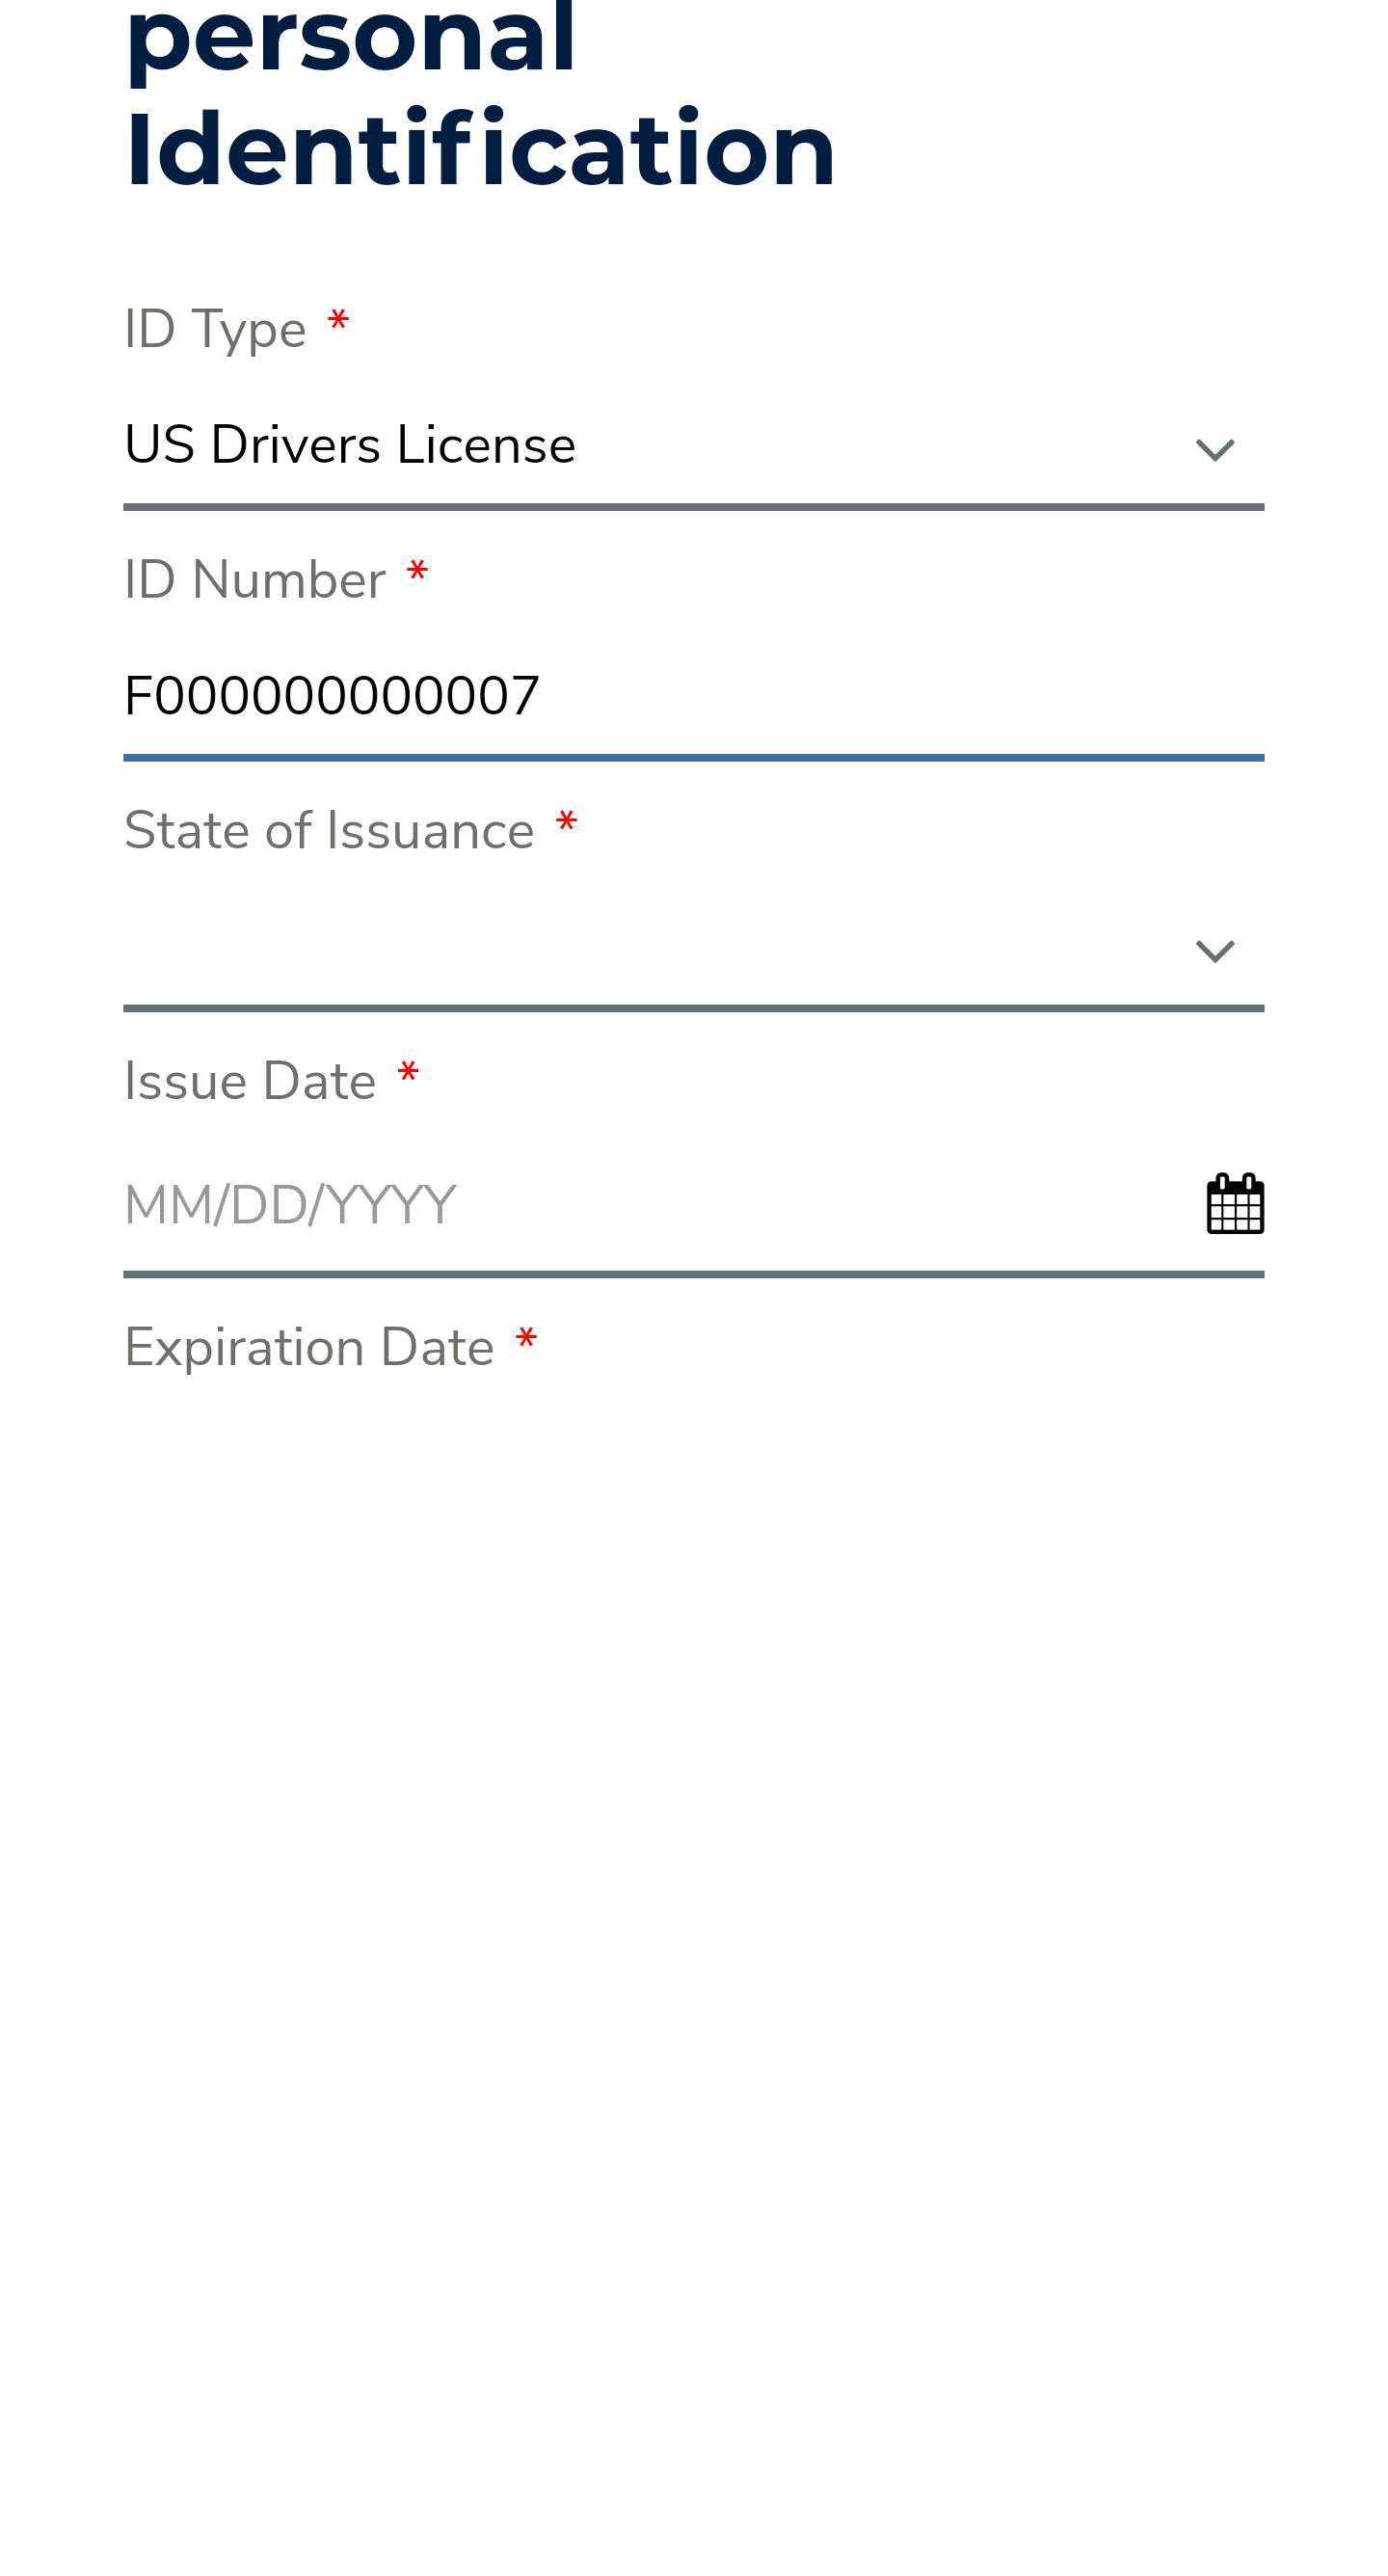 personal
Identification
ID Type *
US Drivers License
ID Number *
F000000000007
State of Issuance *
Issue Date *
MM/DD/YYYY
Expiration Date *